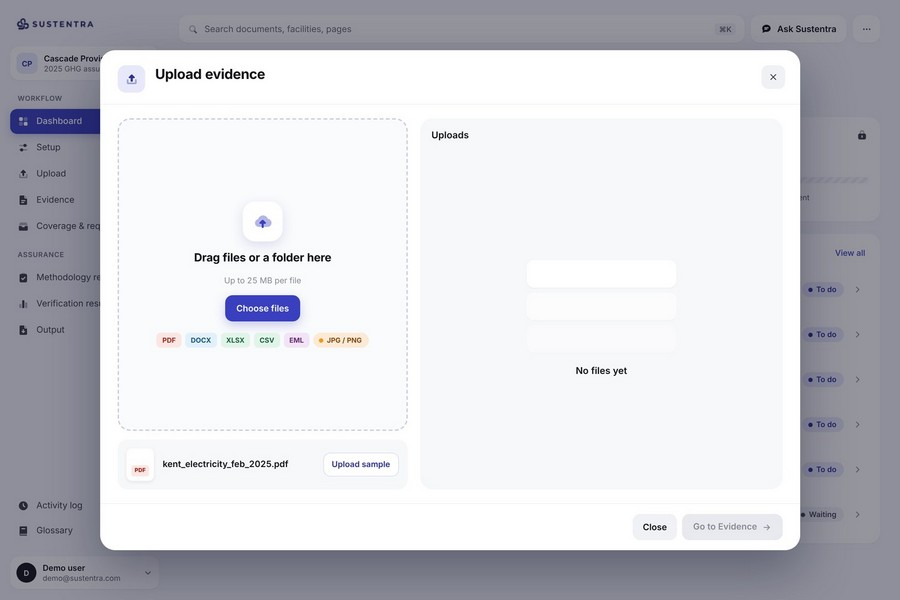 SUSTENTRA
Search documents, facilities, pages
⌘K
Ask Sustentra
CP
Cascade Provi
2025 GHG assu
WORKFLOW
Dashboard
Setup
Upload
Evidence
Coverage & req
ASSURANCE
Methodology re
Verification resu
Output
Activity log
Glossary
D
Demo user
demo@sustentra.com
Upload evidence
Drag files or a folder here
Up to 25 MB per file
Choose files
PDF
DOCX
XLSX
CSV
EML
JPG / PNG
PDF
kent_electricity_feb_2025.pdf
Upload sample
Uploads
No files yet
Close
Go to Evidence →
ent
View all
To do
To do
To do
To do
To do
Waiting